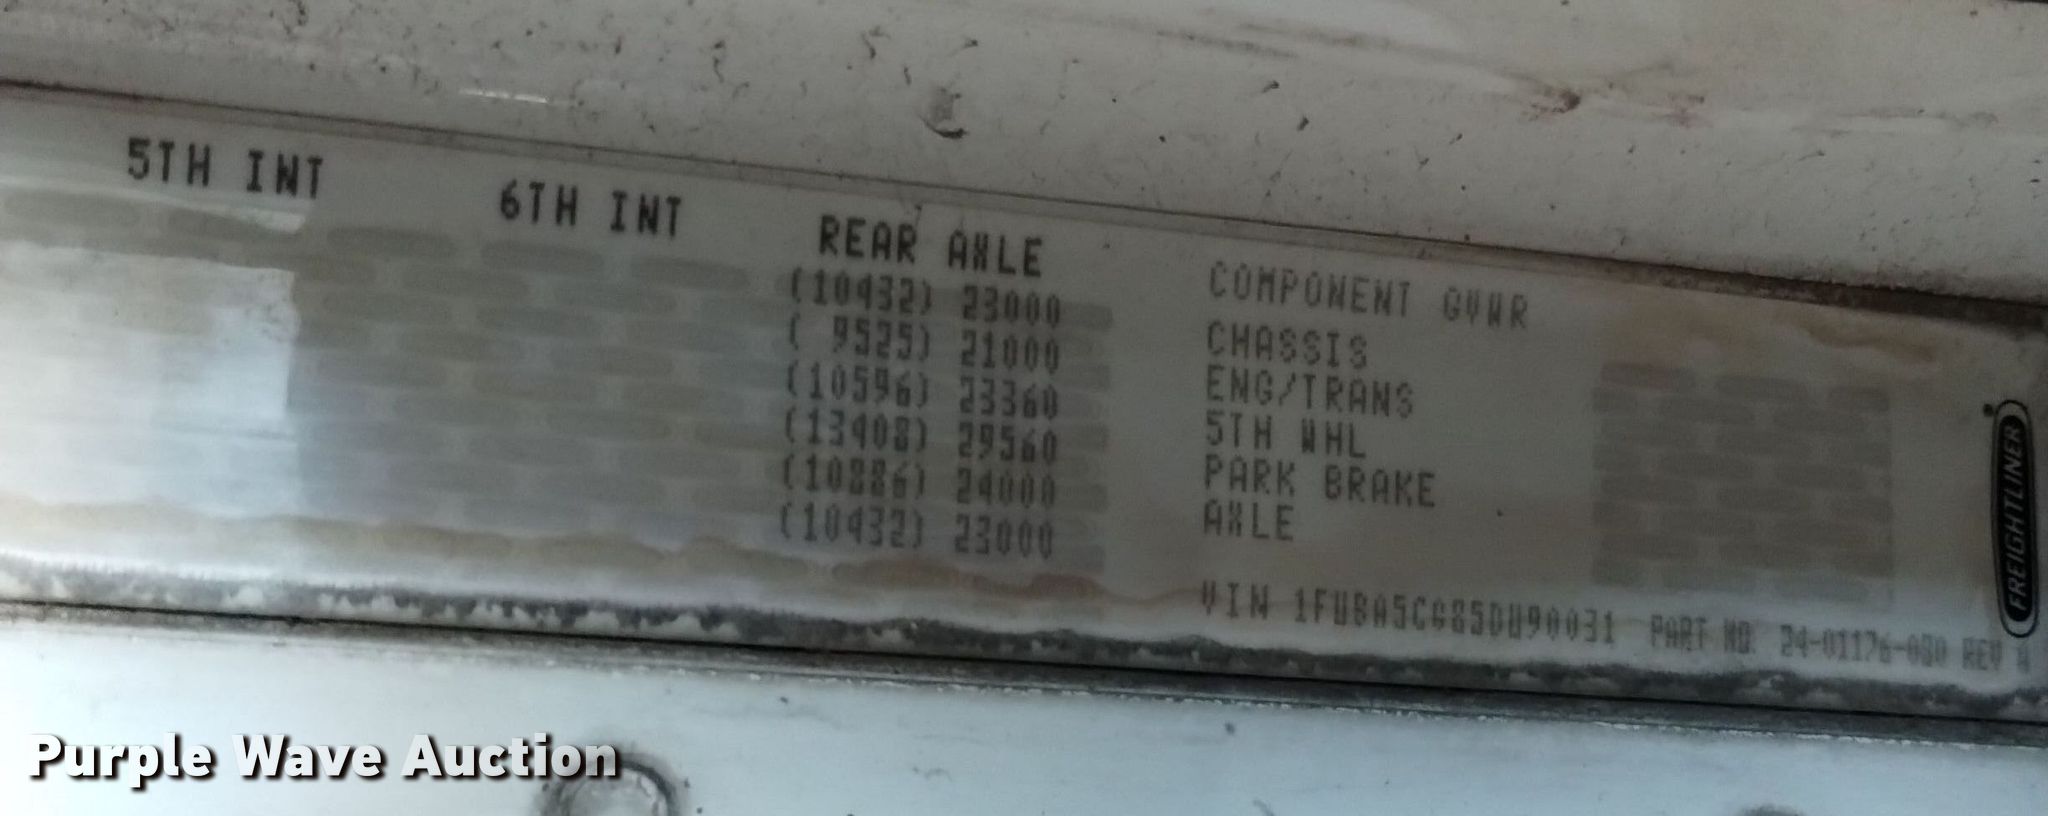 5TH INT 6TH INT REAR AXLE COMPONENT GVWR
(10432) 23000 CHASSIS
( 9525) 21000 ENG/TRANS
(10596) 23360 5TH WHL
(13408) 29560 PARK BRAKE
(10886) 24000 AXLE
(10432) 23000
VIN 1FUBA5CG85DU90031 PART NO. 24-01176-080 REV
FREIGHTLINER
Purple Wave Auction